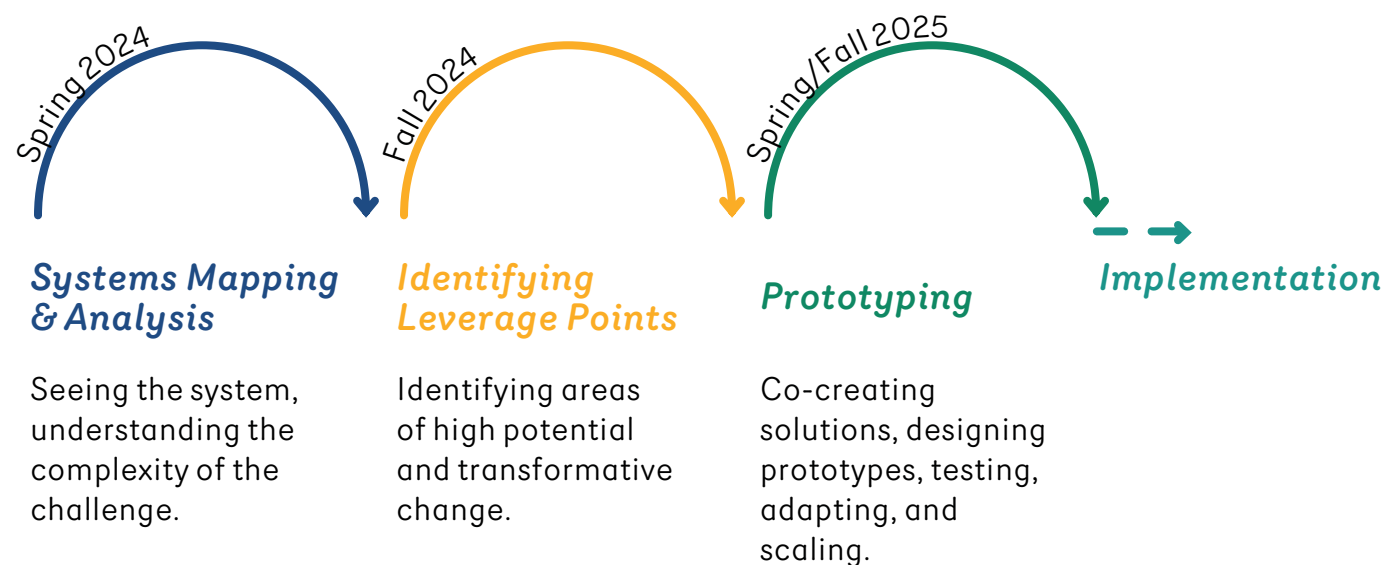 Spring 2024
Systems Mapping
& Analysis
Seeing the system,
understanding the
complexity of the
challenge.
Fall 2024
Identifying
Leverage Points
Identifying areas
of high potential
and transformative
change.
Spring/Fall 2025
Prototyping
Co-creating
solutions, designing
prototypes, testing,
adapting, and
scaling.
Implementation